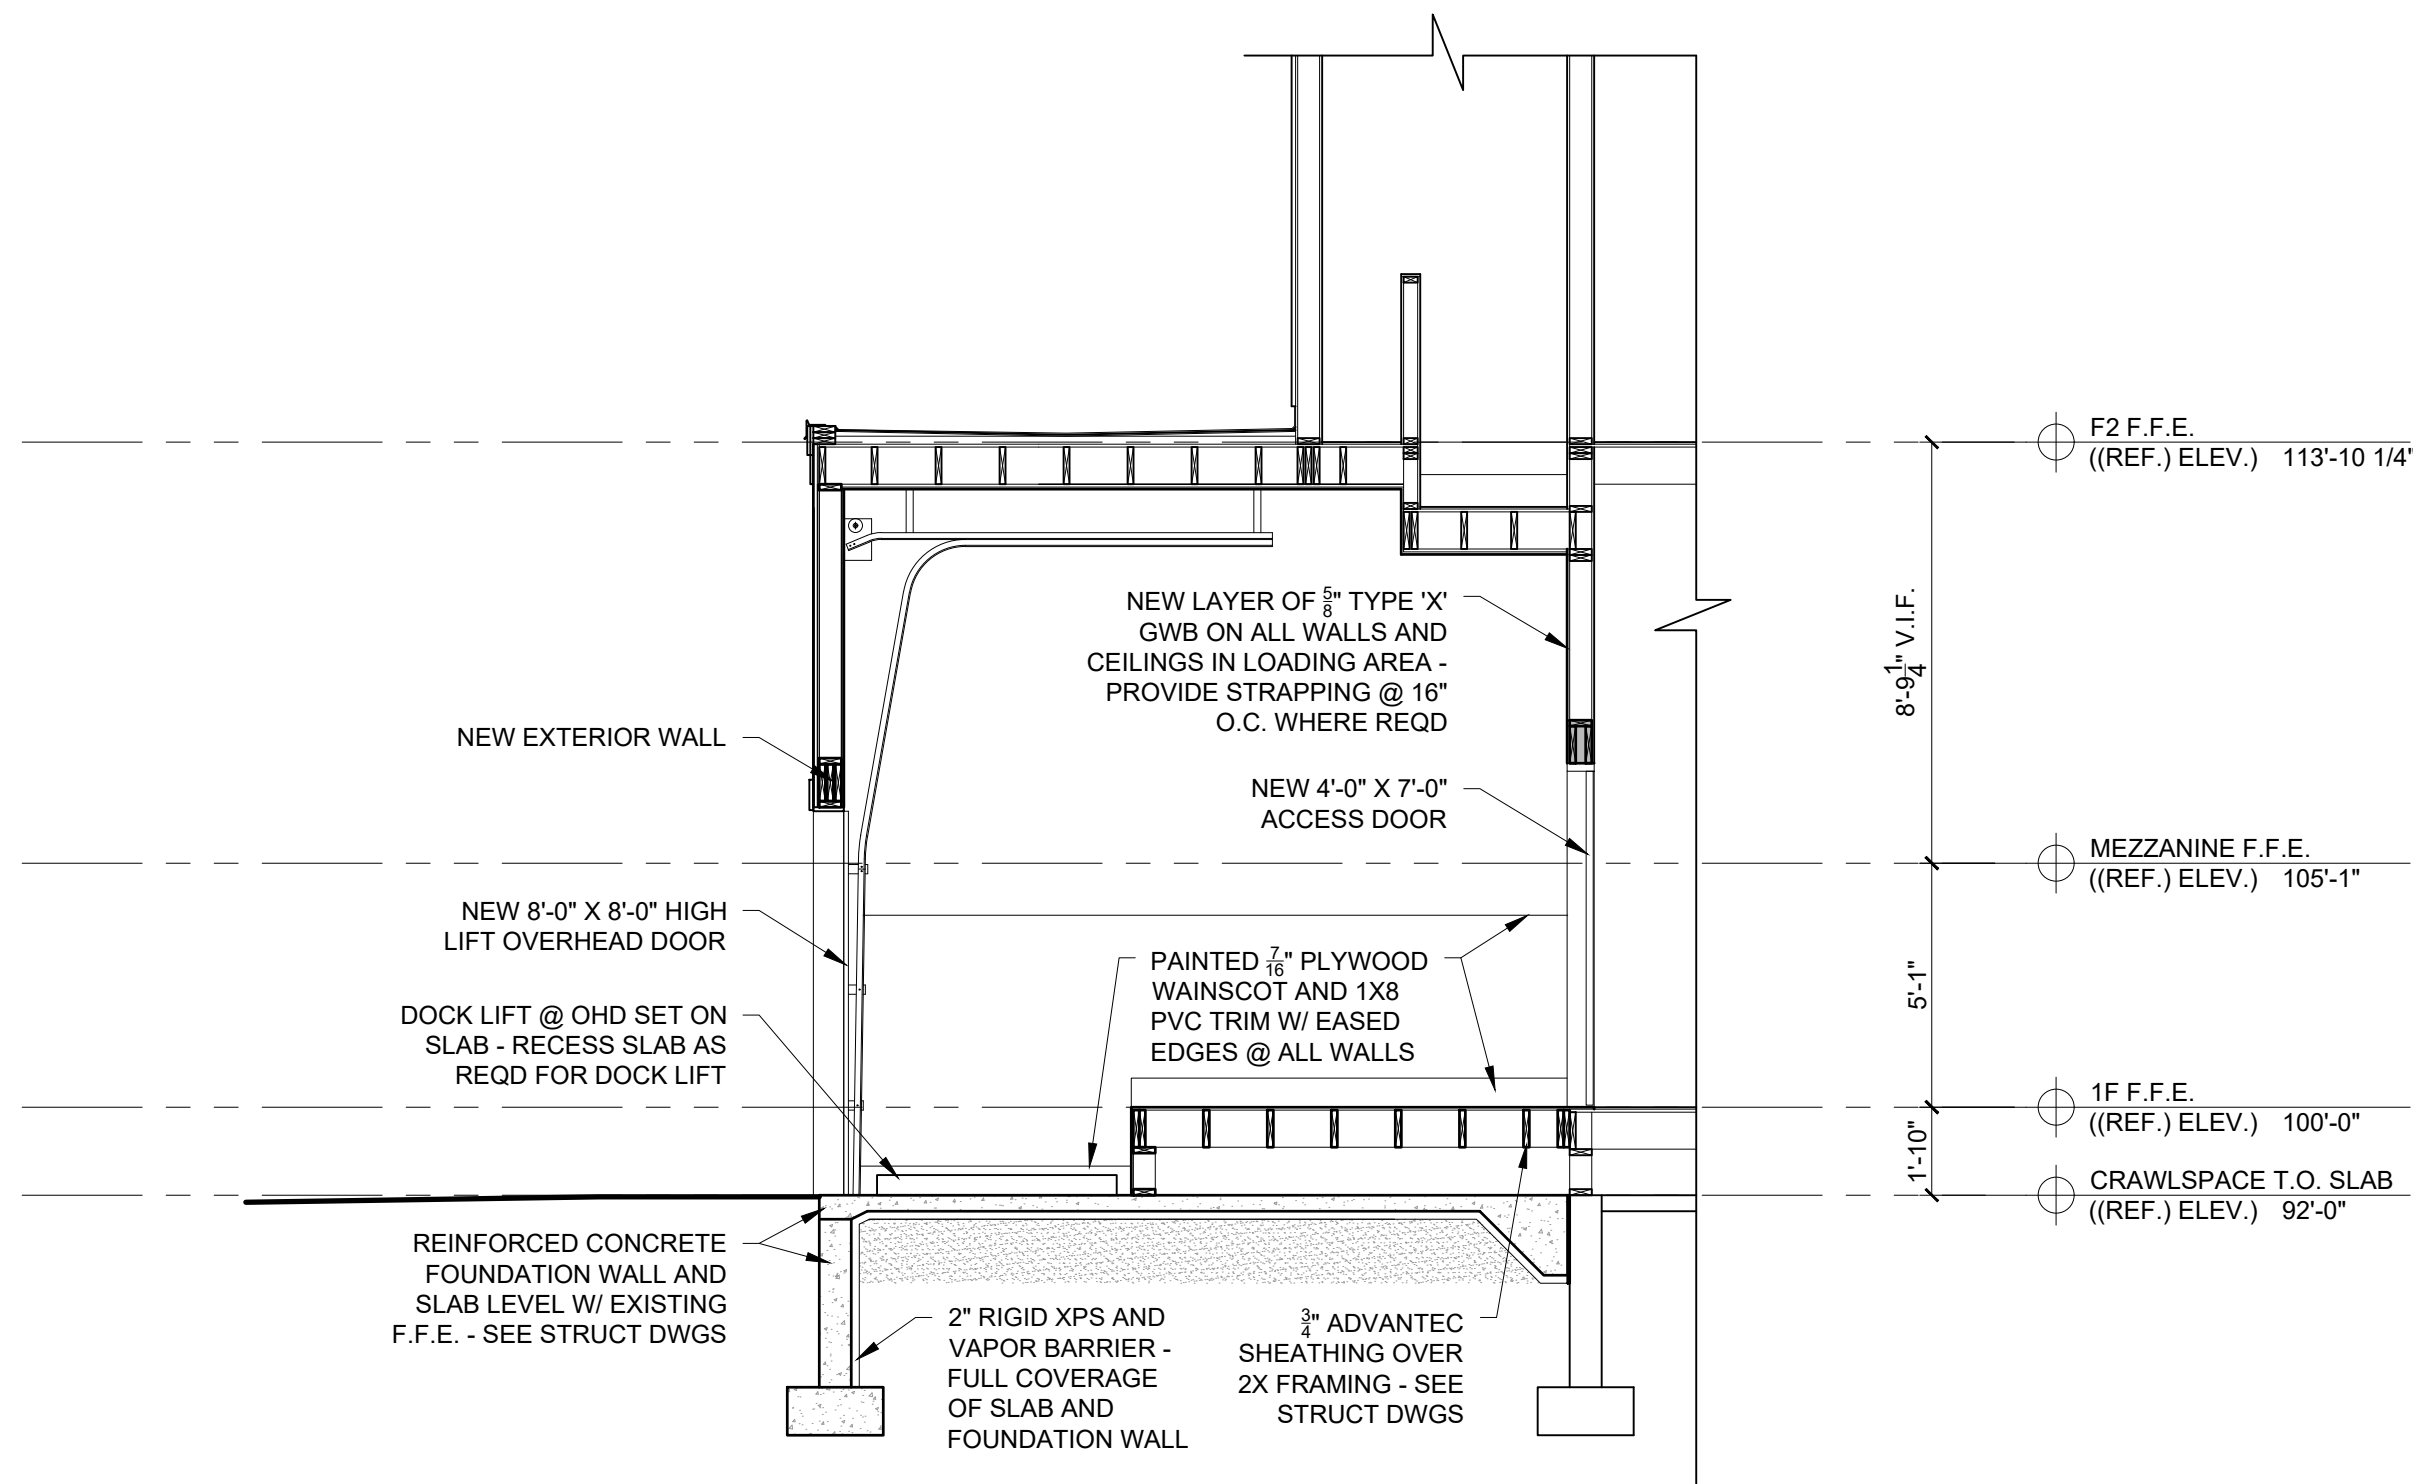 F2 F.F.E.
((REF.) ELEV.) 113'-10 1/4"
NEW LAYER OF 5/8" TYPE 'X'
GWB ON ALL WALLS AND
CEILINGS IN LOADING AREA -
PROVIDE STRAPPING @ 16"
O.C. WHERE REQD
8'-9 1/4" V.I.F.
NEW EXTERIOR WALL
NEW 4'-0" X 7'-0"
ACCESS DOOR
MEZZANINE F.F.E.
((REF.) ELEV.) 105'-1"
NEW 8'-0" X 8'-0" HIGH
LIFT OVERHEAD DOOR
PAINTED 7/16" PLYWOOD
WAINSCOT AND 1X8
PVC TRIM W/ EASED
EDGES @ ALL WALLS
5'-1"
DOCK LIFT @ OHD SET ON
SLAB - RECESS SLAB AS
REQD FOR DOCK LIFT
1F F.F.E.
((REF.) ELEV.) 100'-0"
1'-10"
CRAWLSPACE T.O. SLAB
((REF.) ELEV.) 92'-0"
REINFORCED CONCRETE
FOUNDATION WALL AND
SLAB LEVEL W/ EXISTING
F.F.E. - SEE STRUCT DWGS
2" RIGID XPS AND
VAPOR BARRIER -
FULL COVERAGE
OF SLAB AND
FOUNDATION WALL
3/4" ADVANTEC
SHEATHING OVER
2X FRAMING - SEE
STRUCT DWGS